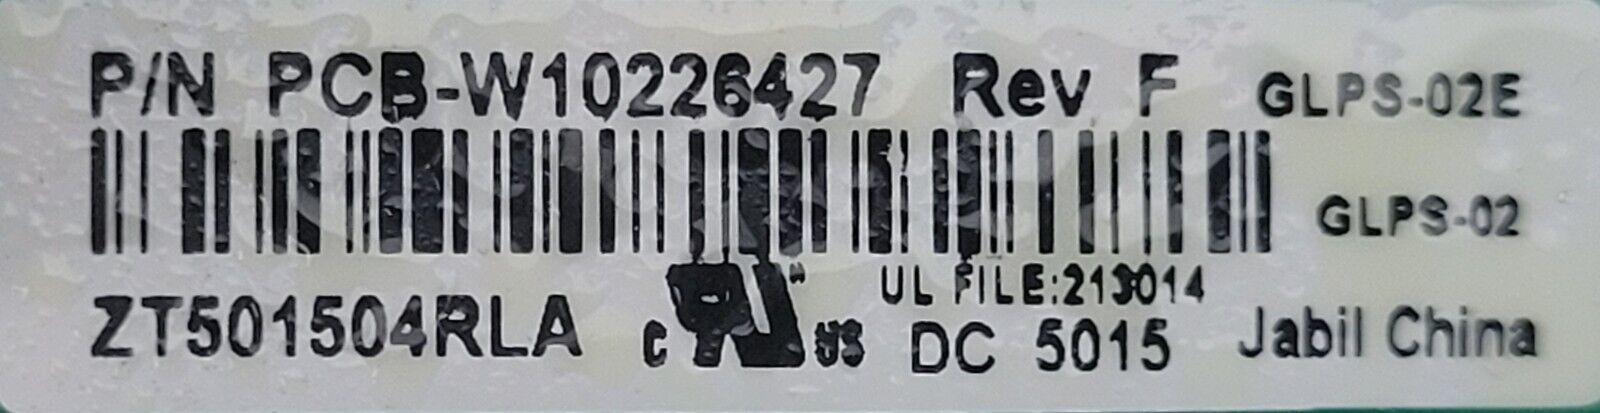 P/N PCB-W10226427 Rev F GLPS-02E
GLPS-02
UL FILE:213014
ZT501504RLA c US DC 5015 Jabil China